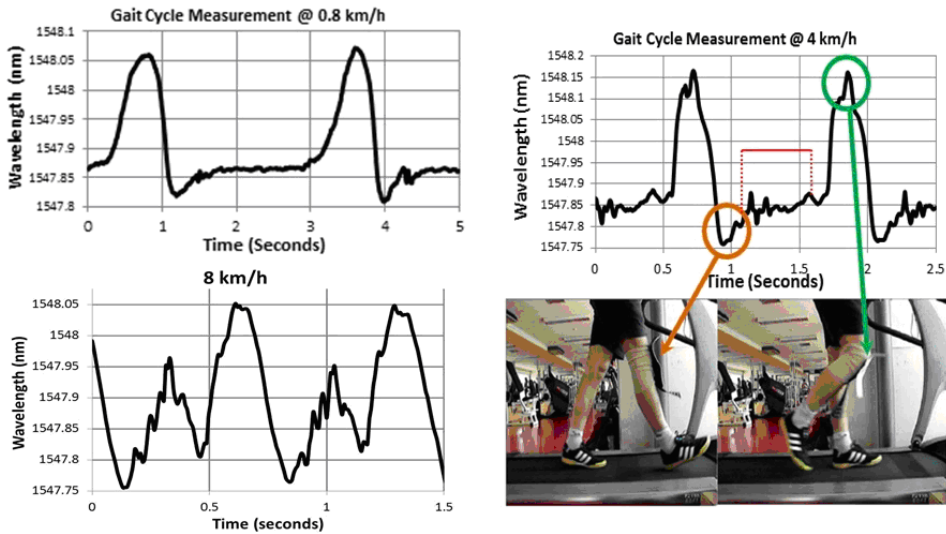 Gait Cycle Measurement @ 0.8 km/h
Wavelength (nm)
1548.1
1548.05
1548
1547.95
1547.9
1547.85
1547.8
0 1 2 3 4 5
Time (Seconds)
Gait Cycle Measurement @ 4 km/h
Wavelength (nm)
1548.2
1548.15
1548.1
1548.05
1548
1547.95
1547.9
1547.85
1547.8
1547.75
0 0.5 1 1.5 2 2.5
Time (Seconds)
8 km/h
Wavelength (nm)
1548.05
1548
1547.95
1547.9
1547.85
1547.8
1547.75
0 0.5 1 1.5
Time (seconds)